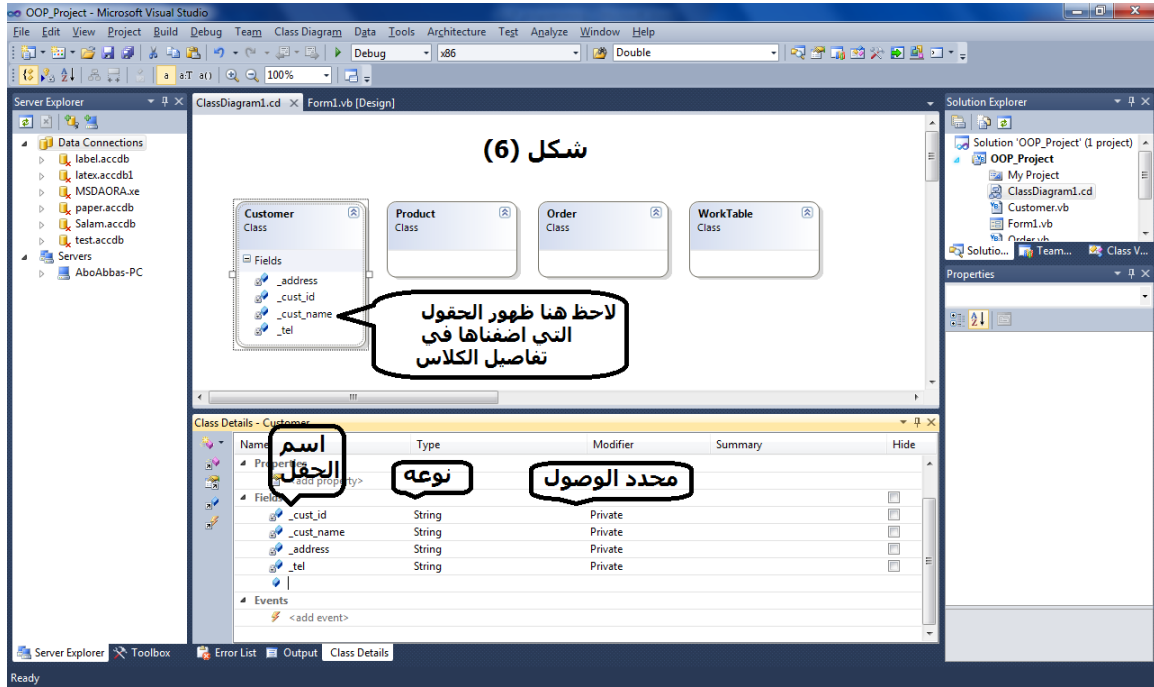 OOP_Project - Microsoft Visual Studio
File Edit View Project Build Debug Team Class Diagram Data Tools Architecture Test Analyze Window Help
Debug x86 Double
a a:T a() 100%
Server Explorer
Data Connections
label.accdb
latex.accdb1
MSDAORA.xe
paper.accdb
Salam.accdb
test.accdb
Servers
AboAbbas-PC
ClassDiagram1.cd Form1.vb [Design]
شكل (6)
Customer
Class
Fields
_address
_cust_id
_cust_name
_tel
Product
Class
Order
Class
WorkTable
Class
لاحظ هنا ظهور الحقول
التي اضفناها في
تفاصيل الكلاس
Solution Explorer
Solution 'OOP_Project' (1 project)
OOP_Project
My Project
ClassDiagram1.cd
Customer.vb
Form1.vb
Order.vb
Solutio... Team... Class V...
Properties
Class Details - Customer
Name Type Modifier Summary Hide
اسم
الحقل
نوعه
محدد الوصول
Properties
<add property>
Fields
_cust_id String Private
_cust_name String Private
_address String Private
_tel String Private
Events
<add event>
Server Explorer Toolbox
Error List Output Class Details
Ready